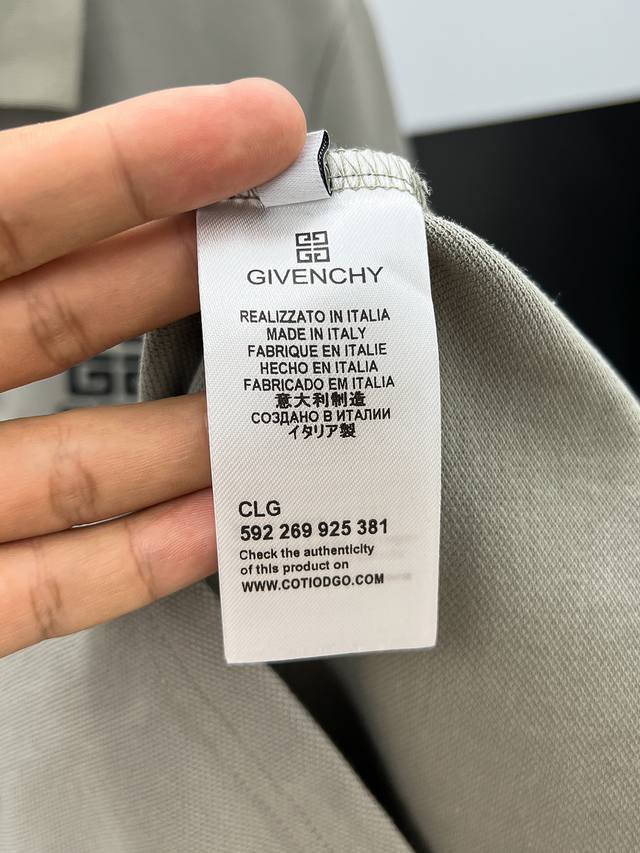 GIVENCHY
REALIZZATO IN ITALIA
MADE IN ITALY
FABRIQUE EN ITALIE
HECHO EN ITALIA
FABRICADO EM ITALIA
意大利制造
СОЗДАНО В ИТАЛИИ
イタリア製
CLG
592 269 925 381
Check the authenticity
of this product on
WWW.COTIODGO.COM